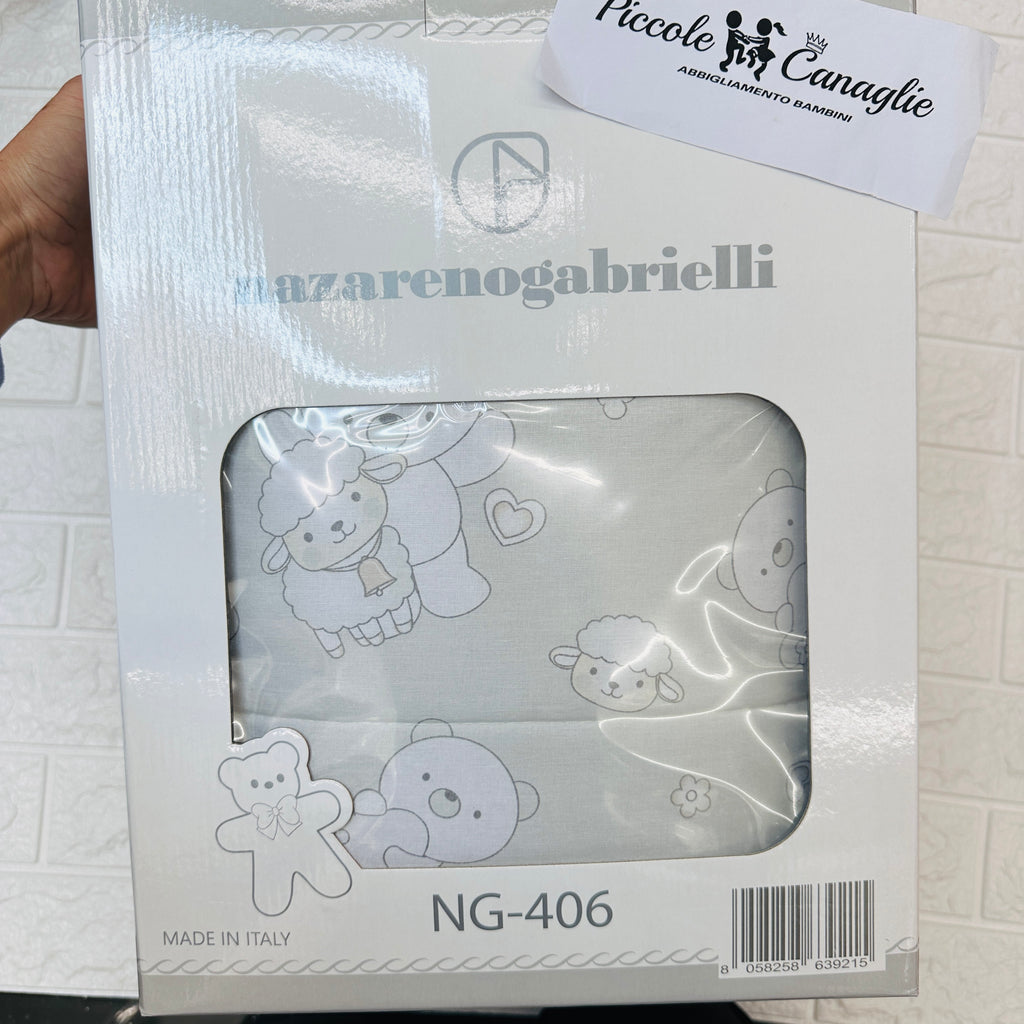 Piccole Canaglie
ABBIGLIAMENTO BAMBINI
nazarenogabrielli
NG-406
MADE IN ITALY
8 058258 639215